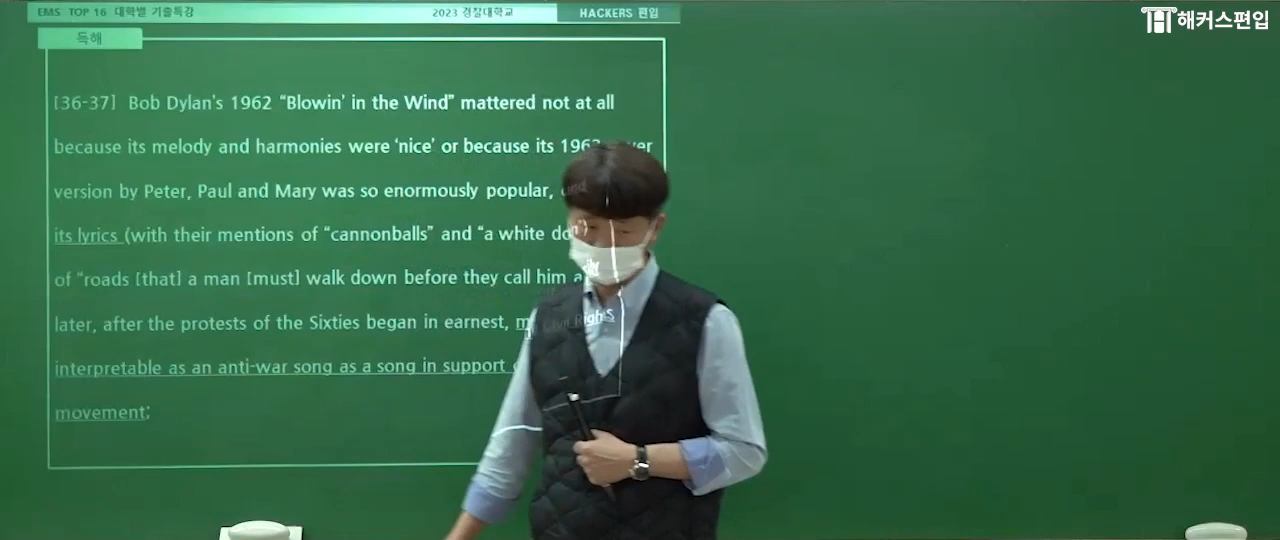 EMS TOP 16 대학별 기출특강 2023 경찰대학교 HACKERS 편입
해커스편입
독해
[36-37] Bob Dylan's 1962 “Blowin' in the Wind” mattered not at all
because its melody and harmonies were ‘nice’ or because its 1963
version by Peter, Paul and Mary was so enormously popular, and
its lyrics (with their mentions of “cannonballs” and “a white
of “roads [that] a man [must] walk down before they call him a
later, after the protests of the Sixties began in earnest, Civil Rights
interpretable as an anti-war song as a song in support
movement;